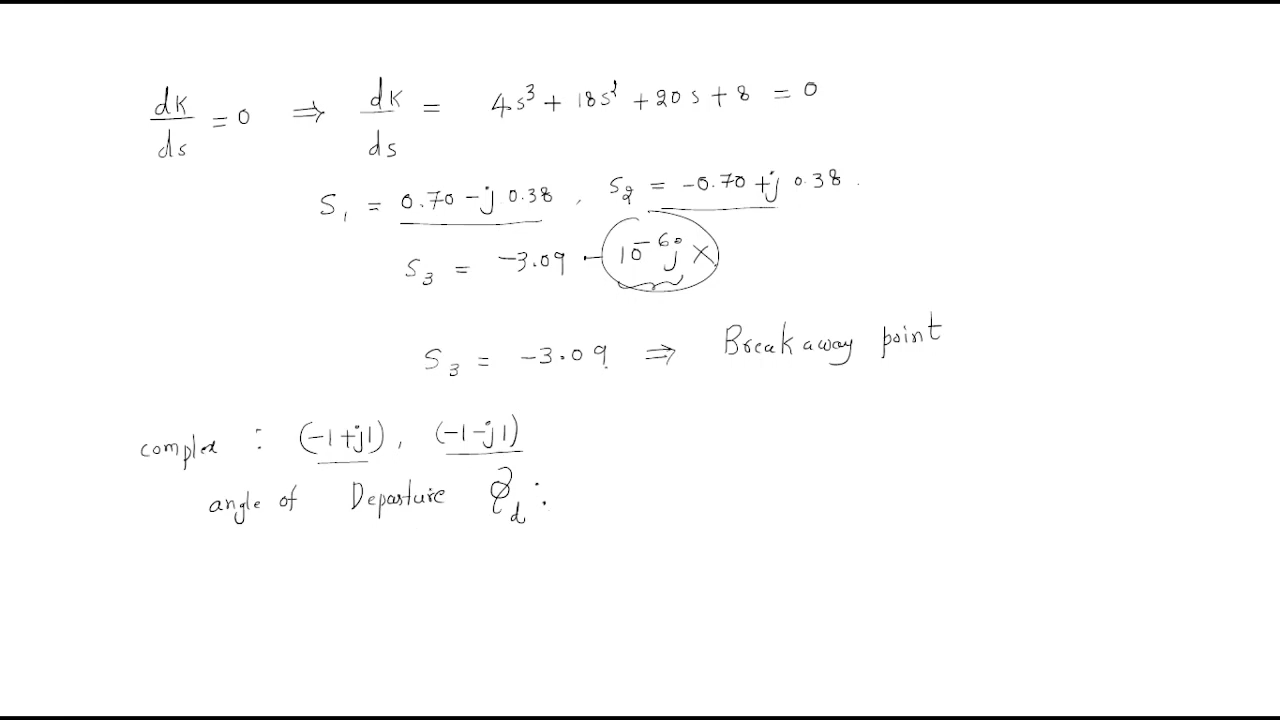 dK/ds = 0 ⇒ dK/ds = 4s³ + 18s² + 20s + 8 = 0
S₁ = 0.70 - j 0.38 , S₂ = -0.70 + j 0.38 .
S₃ = -3.09 - 10⁻⁶ j X
S₃ = -3.09 ⇒ Breakaway point
complex : (-1+j1) , (-1-j1)
angle of Departure Φd :